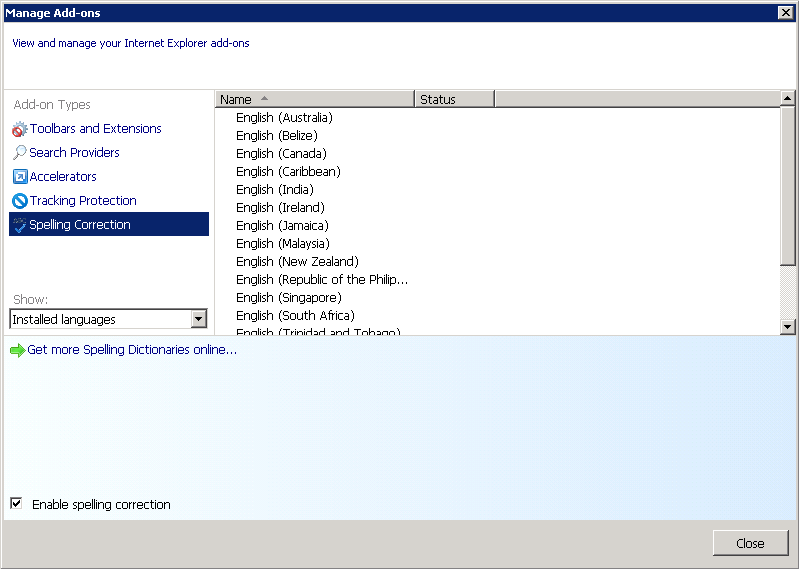 Manage Add-ons
View and manage your Internet Explorer add-ons
Add-on Types
Toolbars and Extensions
Search Providers
Accelerators
Tracking Protection
Spelling Correction
Show:
Installed languages
Name Status
English (Australia)
English (Belize)
English (Canada)
English (Caribbean)
English (India)
English (Ireland)
English (Jamaica)
English (Malaysia)
English (New Zealand)
English (Republic of the Philip...
English (Singapore)
English (South Africa)
English (Trinidad and Tobago)
Get more Spelling Dictionaries online...
Enable spelling correction
Close